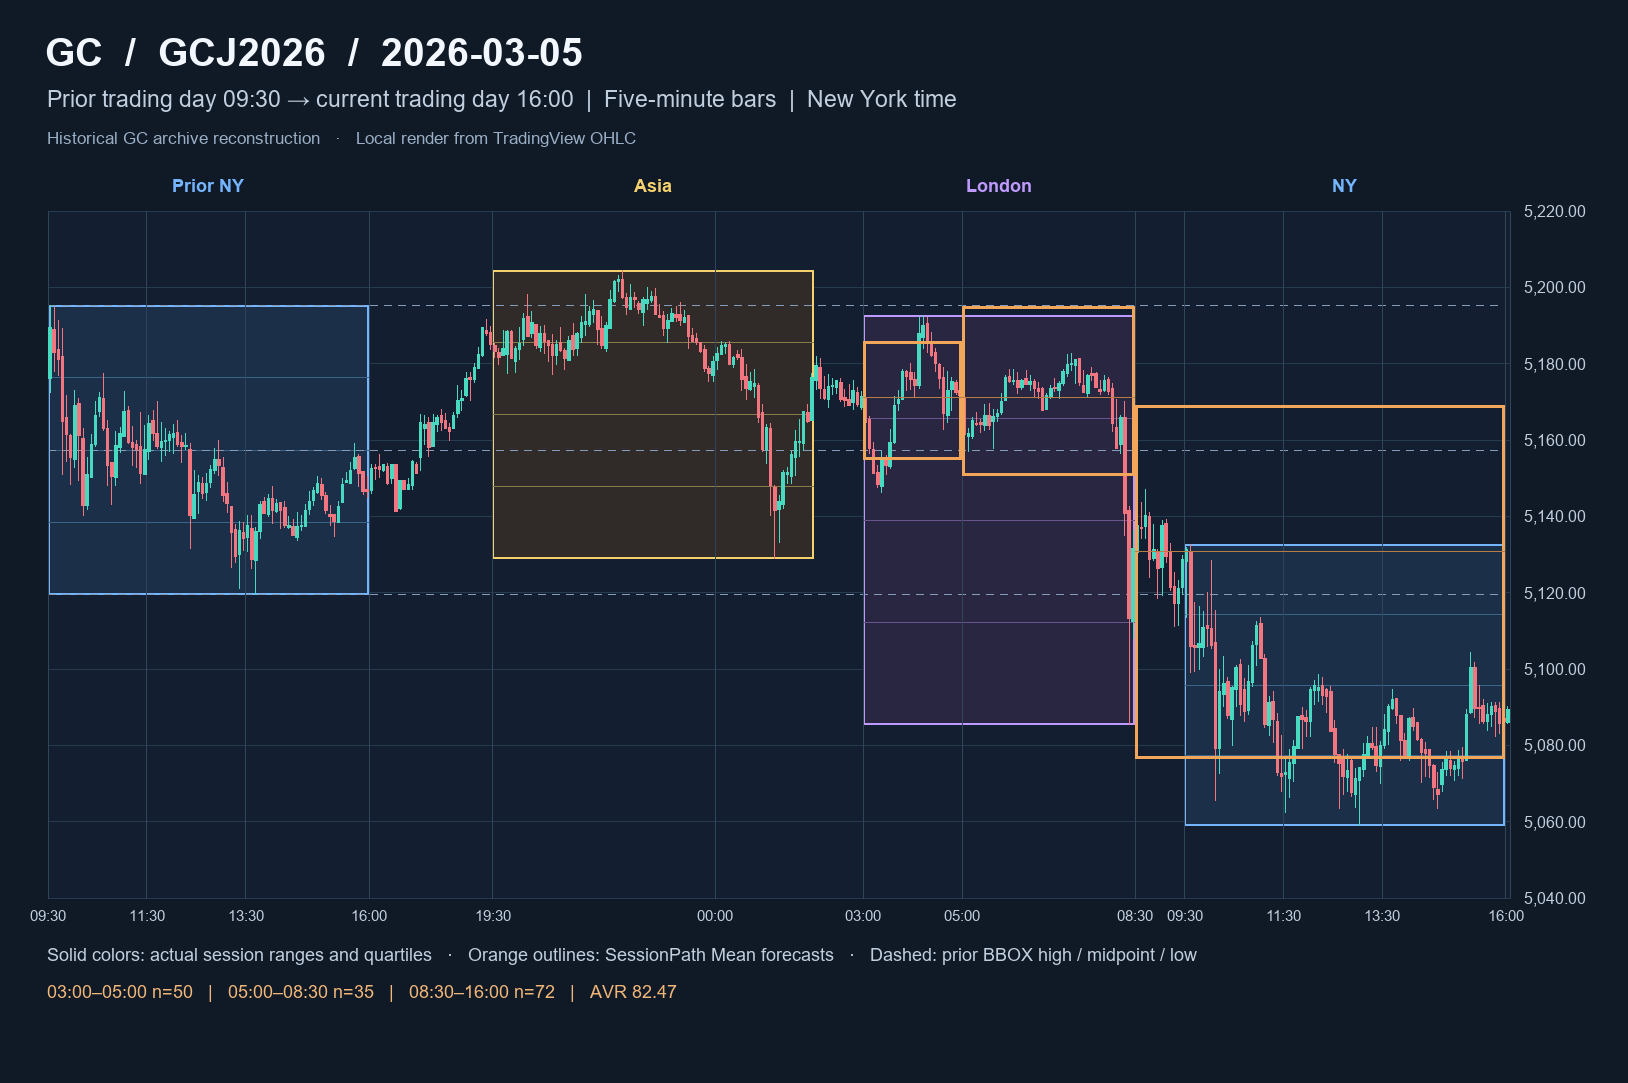 GC / GCJ2026 / 2026-03-05
Prior trading day 09:30 → current trading day 16:00 | Five-minute bars | New York time
Historical GC archive reconstruction · Local render from TradingView OHLC
Prior NY Asia London NY
5,220.00
5,200.00
5,180.00
5,160.00
5,140.00
5,120.00
5,100.00
5,080.00
5,060.00
5,040.00
09:30 11:30 13:30 16:00 19:30 00:00 03:00 05:00 08:30 09:30 11:30 13:30 16:00
Solid colors: actual session ranges and quartiles · Orange outlines: SessionPath Mean forecasts · Dashed: prior BBOX high / midpoint / low
03:00–05:00 n=50 | 05:00–08:30 n=35 | 08:30–16:00 n=72 | AVR 82.47